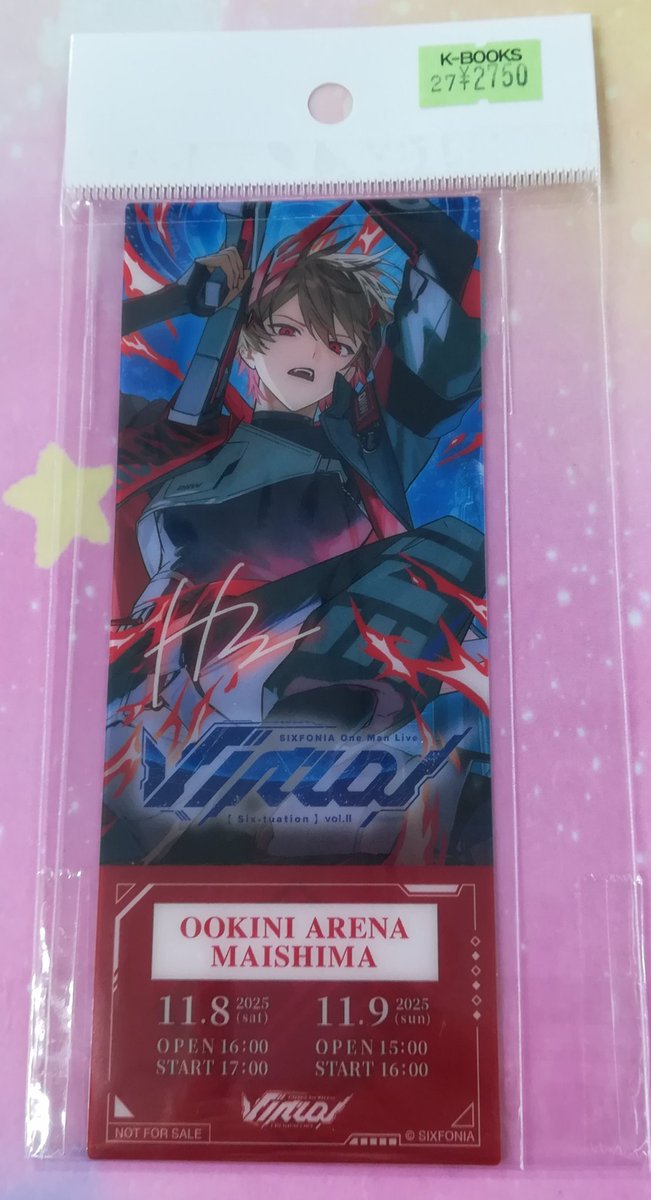 K-BOOKS
27¥2750
SIXFONIA One Man Live
【 Six-tuation 】 vol.II
OOKINI ARENA
MAISHIMA
11.8 2025 (sat)
OPEN 16:00
START 17:00
11.9 2025 (sun)
OPEN 15:00
START 16:00
NOT FOR SALE
© SIXFONIA